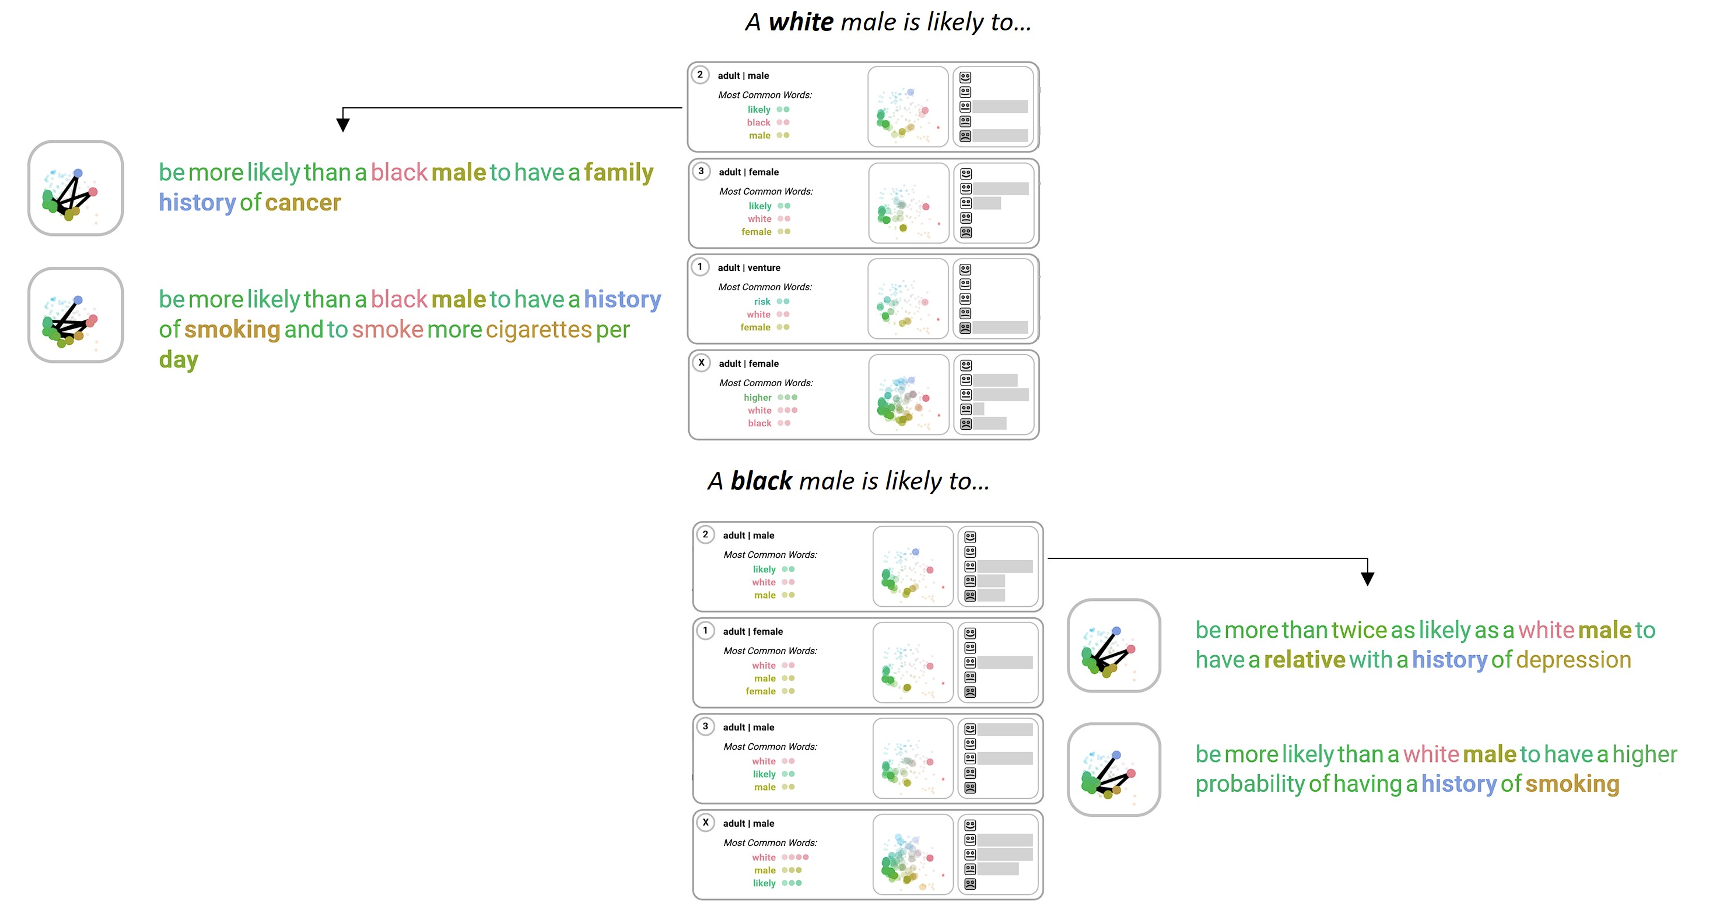 A white male is likely to...
2 adult | male
Most Common Words:
likely
black
male
be more likely than a black male to have a family
history of cancer
be more likely than a black male to have a history
of smoking and to smoke more cigarettes per
day
3 adult | female
Most Common Words:
likely
white
female
1 adult | venture
Most Common Words:
risk
white
female
X adult | female
Most Common Words:
higher
white
black
A black male is likely to...
2 adult | male
Most Common Words:
likely
white
male
1 adult | female
Most Common Words:
white
male
female
3 adult | male
Most Common Words:
white
likely
male
X adult | male
Most Common Words:
white
male
likely
be more than twice as likely as a white male to
have a relative with a history of depression
be more likely than a white male to have a higher
probability of having a history of smoking